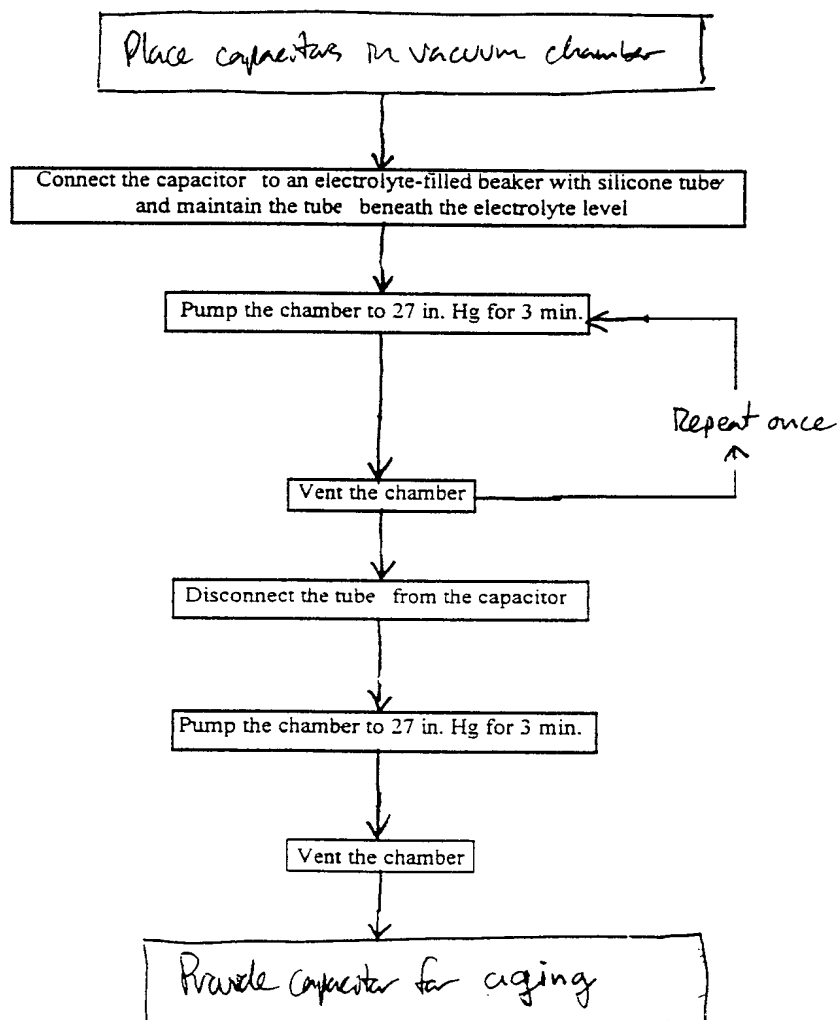 Place capacitors in vacuum chamber
Connect the capacitor to an electrolyte-filled beaker with silicone tube
and maintain the tube beneath the electrolyte level
Pump the chamber to 27 in. Hg for 3 min.
Repeat once
Vent the chamber
Disconnect the tube from the capacitor
Pump the chamber to 27 in. Hg for 3 min.
Vent the chamber
Provide capacitor for aging